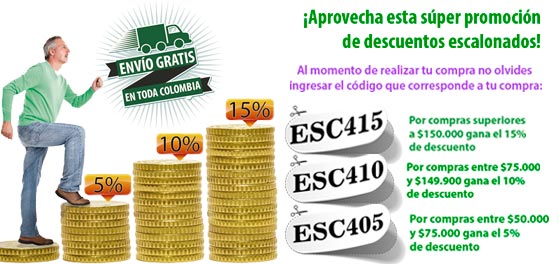 ¡Aprovecha esta súper promoción
de descuentos escalonados!
Al momento de realizar tu compra no olvides
ingresar el código que corresponde a tu compra:
ENVÍO GRATIS
EN TODA COLOMBIA
5%
10%
15%
ESC415
Por compras superiores
a $150.000 gana el 15%
de descuento
ESC410
Por compras entre $75.000
y $149.900 gana el 10%
de descuento
ESC405
Por compras entre $50.000
y $75.000 gana el 5%
de descuento